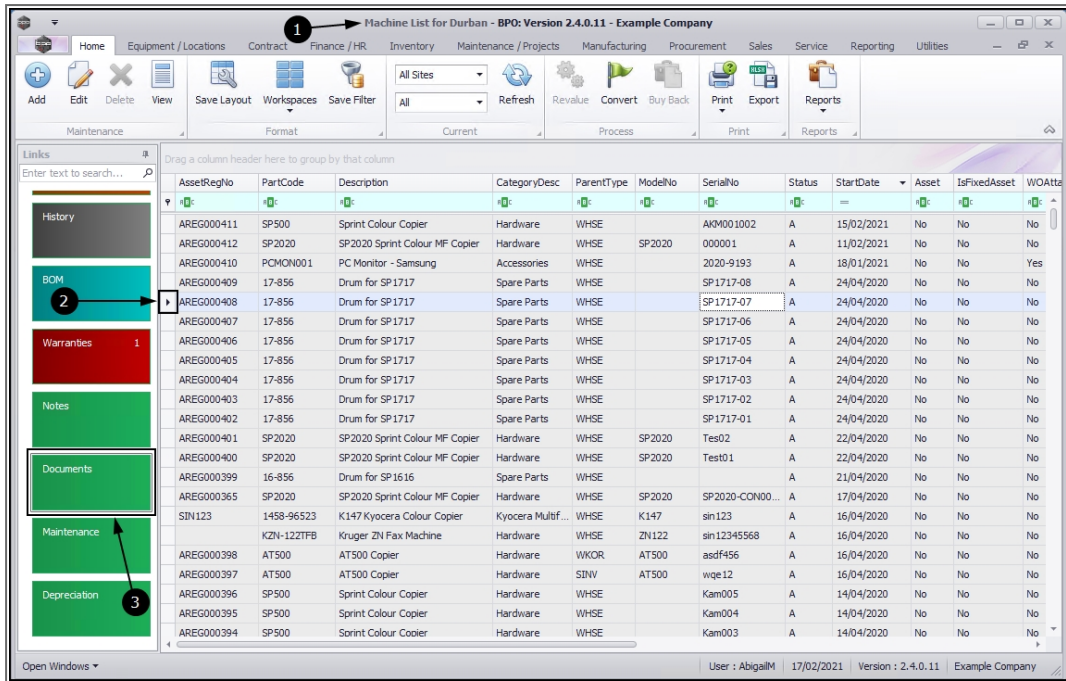 1
Machine List for Durban - BPO: Version 2.4.0.11 - Example Company
Home Equipment / Locations Contract Finance / HR Inventory Maintenance / Projects Manufacturing Procurement Sales Service Reporting Utilities
All Sites
Add Edit Delete View Save Layout Workspaces Save Filter All Refresh Revalue Convert Buy Back Print Export Reports
Maintenance Format Current Process Print Reports
Links
Enter text to search...
Drag a column header here to group by that column
AssetRegNo PartCode Description CategoryDesc ParentType ModelNo SerialNo Status StartDate Asset IsFixedAsset WOAtta
History
BOM
2
Warranties 1
Notes
Documents
Maintenance
Depreciation
3
AREG000411 SP500 Sprint Colour Copier Hardware WHSE AKM001002 A 15/02/2021 No No No
AREG000412 SP2020 SP2020 Sprint Colour MF Copier Hardware WHSE SP2020 000001 A 11/02/2021 No No No
AREG000410 PCMON001 PC Monitor - Samsung Accessories WHSE 2020-9193 A 18/01/2021 No No Yes
AREG000409 17-856 Drum for SP1717 Spare Parts WHSE SP1717-08 A 24/04/2020 No No No
AREG000408 17-856 Drum for SP1717 Spare Parts WHSE SP1717-07 A 24/04/2020 No No No
AREG000407 17-856 Drum for SP1717 Spare Parts WHSE SP1717-06 A 24/04/2020 No No No
AREG000406 17-856 Drum for SP1717 Spare Parts WHSE SP1717-05 A 24/04/2020 No No No
AREG000405 17-856 Drum for SP1717 Spare Parts WHSE SP1717-04 A 24/04/2020 No No No
AREG000404 17-856 Drum for SP1717 Spare Parts WHSE SP1717-03 A 24/04/2020 No No No
AREG000403 17-856 Drum for SP1717 Spare Parts WHSE SP1717-02 A 24/04/2020 No No No
AREG000402 17-856 Drum for SP1717 Spare Parts WHSE SP1717-01 A 24/04/2020 No No No
AREG000401 SP2020 SP2020 Sprint Colour MF Copier Hardware WHSE SP2020 Tes02 A 22/04/2020 No No No
AREG000400 SP2020 SP2020 Sprint Colour MF Copier Hardware WHSE SP2020 Test01 A 22/04/2020 No No No
AREG000399 16-856 Drum for SP1616 Spare Parts WHSE A 21/04/2020 No No No
AREG000365 SP2020 SP2020 Sprint Colour MF Copier Hardware WHSE SP2020 SP2020-CON00... A 17/04/2020 No No No
SIN123 1458-96523 K147 Kyocera Colour Copier Kyocera Multif... WHSE K147 sin123 A 16/04/2020 No No No
KZN-122TFB Kruger ZN Fax Machine Hardware WHSE ZN122 sin12345568 A 16/04/2020 No No No
AREG000398 AT500 AT500 Copier Hardware WKOR AT500 asdf456 A 16/04/2020 No No No
AREG000397 AT500 AT500 Copier Hardware SINV AT500 wqe12 A 16/04/2020 No No No
AREG000396 SP500 Sprint Colour Copier Hardware WHSE Kam005 A 14/04/2020 No No No
AREG000395 SP500 Sprint Colour Copier Hardware WHSE Kam004 A 14/04/2020 No No No
AREG000394 SP500 Sprint Colour Copier Hardware WHSE Kam003 A 14/04/2020 No No No
Open Windows User : AbigailM 17/02/2021 Version : 2.4.0.11 Example Company